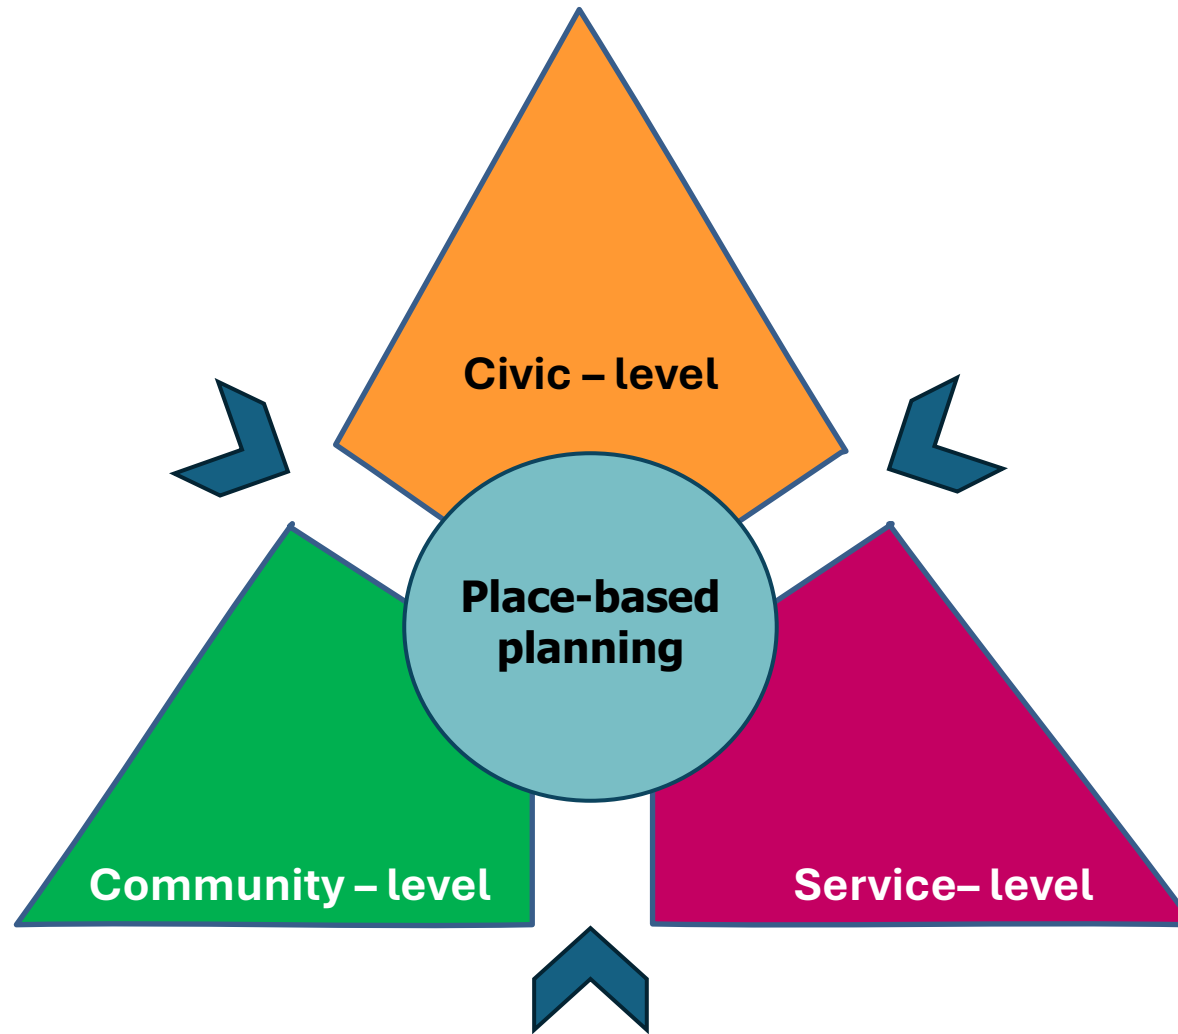 Civic – level
Place-based
planning
Community – level
Service– level